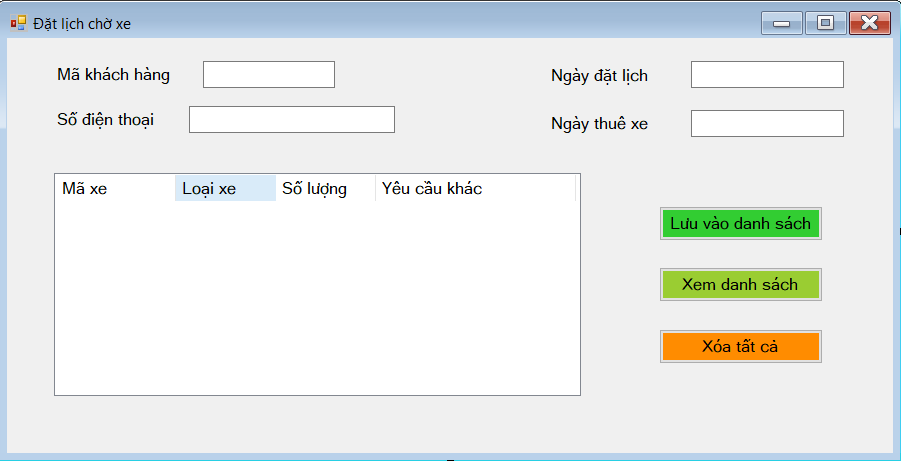 Đặt lịch chờ xe
Mã khách hàng
Ngày đặt lịch
Số điện thoại
Ngày thuê xe
Mã xe Loại xe Số lượng Yêu cầu khác
Lưu vào danh sách
Xem danh sách
Xóa tất cả